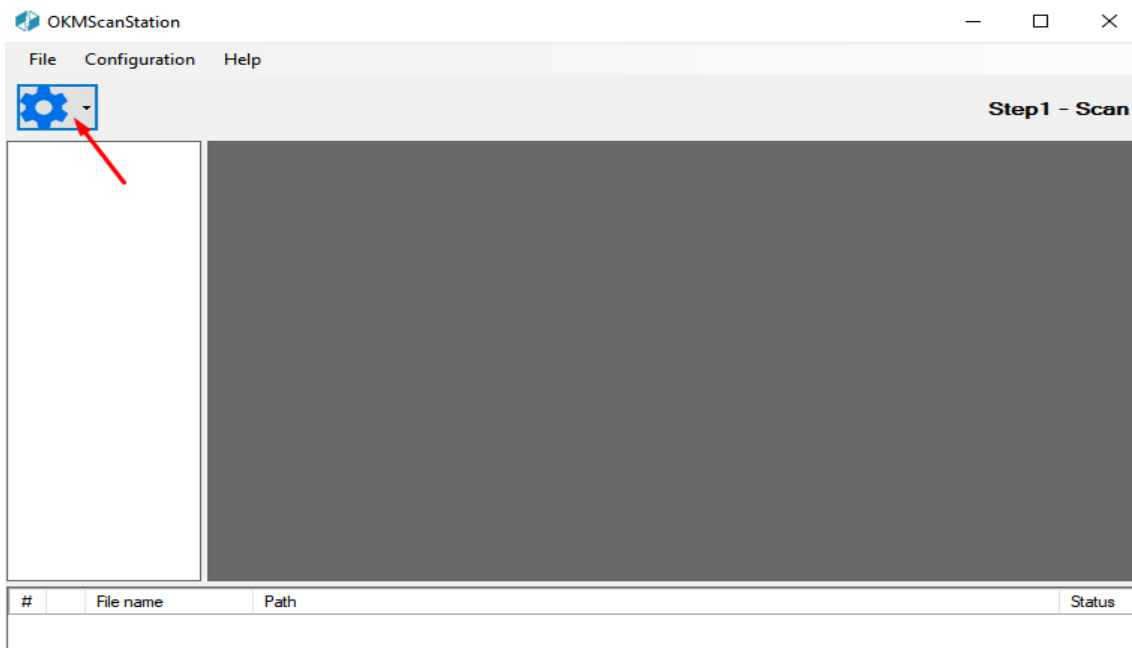 OKMScanStation
File Configuration Help
Step1 - Scan
# File name Path Status